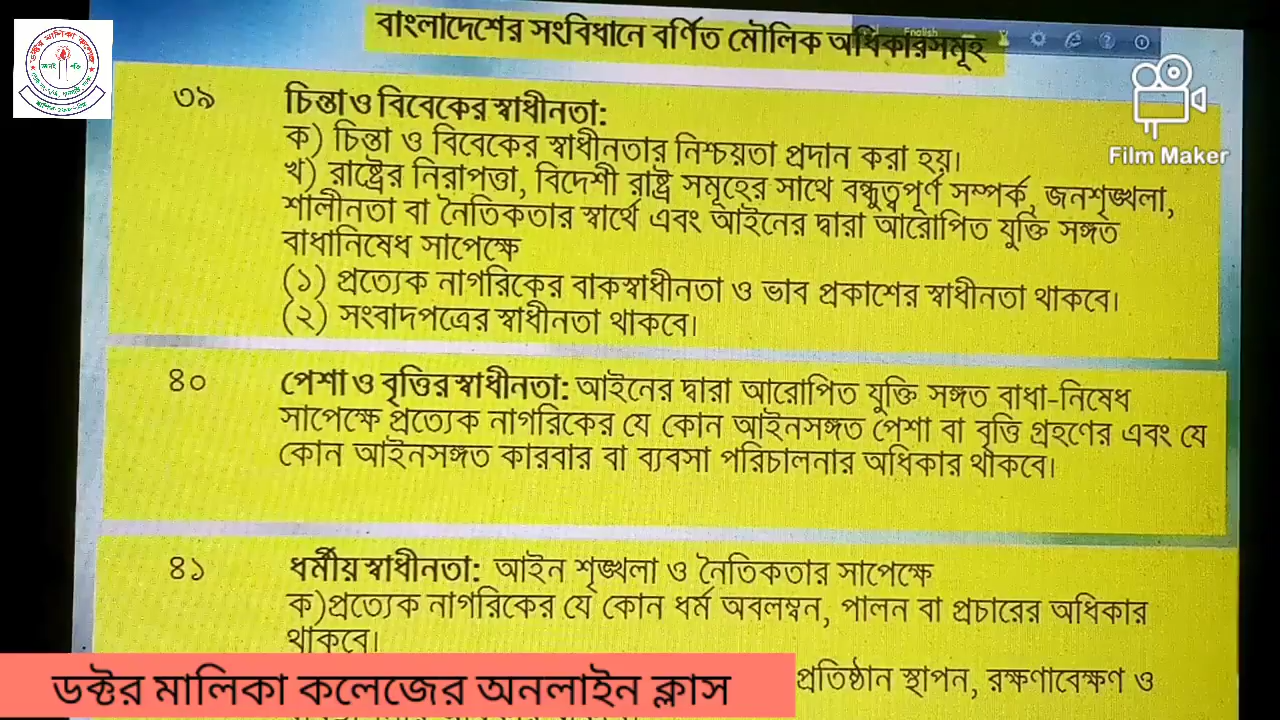 বাংলাদেশের সংবিধানে বর্ণিত মৌলিক অধিকারসমূহ
English
Film Maker
৩৯ চিন্তা ও বিবেকের স্বাধীনতা:
ক) চিন্তা ও বিবেকের স্বাধীনতার নিশ্চয়তা প্রদান করা হয়।
খ) রাষ্ট্রের নিরাপত্তা, বিদেশী রাষ্ট্র সমূহের সাথে বন্ধুত্বপূর্ণ সম্পর্ক, জনশৃঙ্খলা,
শালীনতা বা নৈতিকতার স্বার্থে এবং আইনের দ্বারা আরোপিত যুক্তি সঙ্গত
বাধানিষেধ সাপেক্ষে
(১) প্রত্যেক নাগরিকের বাকস্বাধীনতা ও ভাব প্রকাশের স্বাধীনতা থাকবে।
(২) সংবাদপত্রের স্বাধীনতা থাকবে।
৪০ পেশা ও বৃত্তির স্বাধীনতা: আইনের দ্বারা আরোপিত যুক্তি সঙ্গত বাধা-নিষেধ
সাপেক্ষে প্রত্যেক নাগরিকের যে কোন আইনসঙ্গত পেশা বা বৃত্তি গ্রহণের এবং যে
কোন আইনসঙ্গত কারবার বা ব্যবসা পরিচালনার অধিকার থাকবে।
৪১ ধর্মীয় স্বাধীনতা: আইন শৃঙ্খলা ও নৈতিকতার সাপেক্ষে
ক)প্রত্যেক নাগরিকের যে কোন ধর্ম অবলম্বন, পালন বা প্রচারের অধিকার
থাকবে।
প্রতিষ্ঠান স্থাপন, রক্ষণাবেক্ষণ ও
ডক্টর মালিকা কলেজের অনলাইন ক্লাস